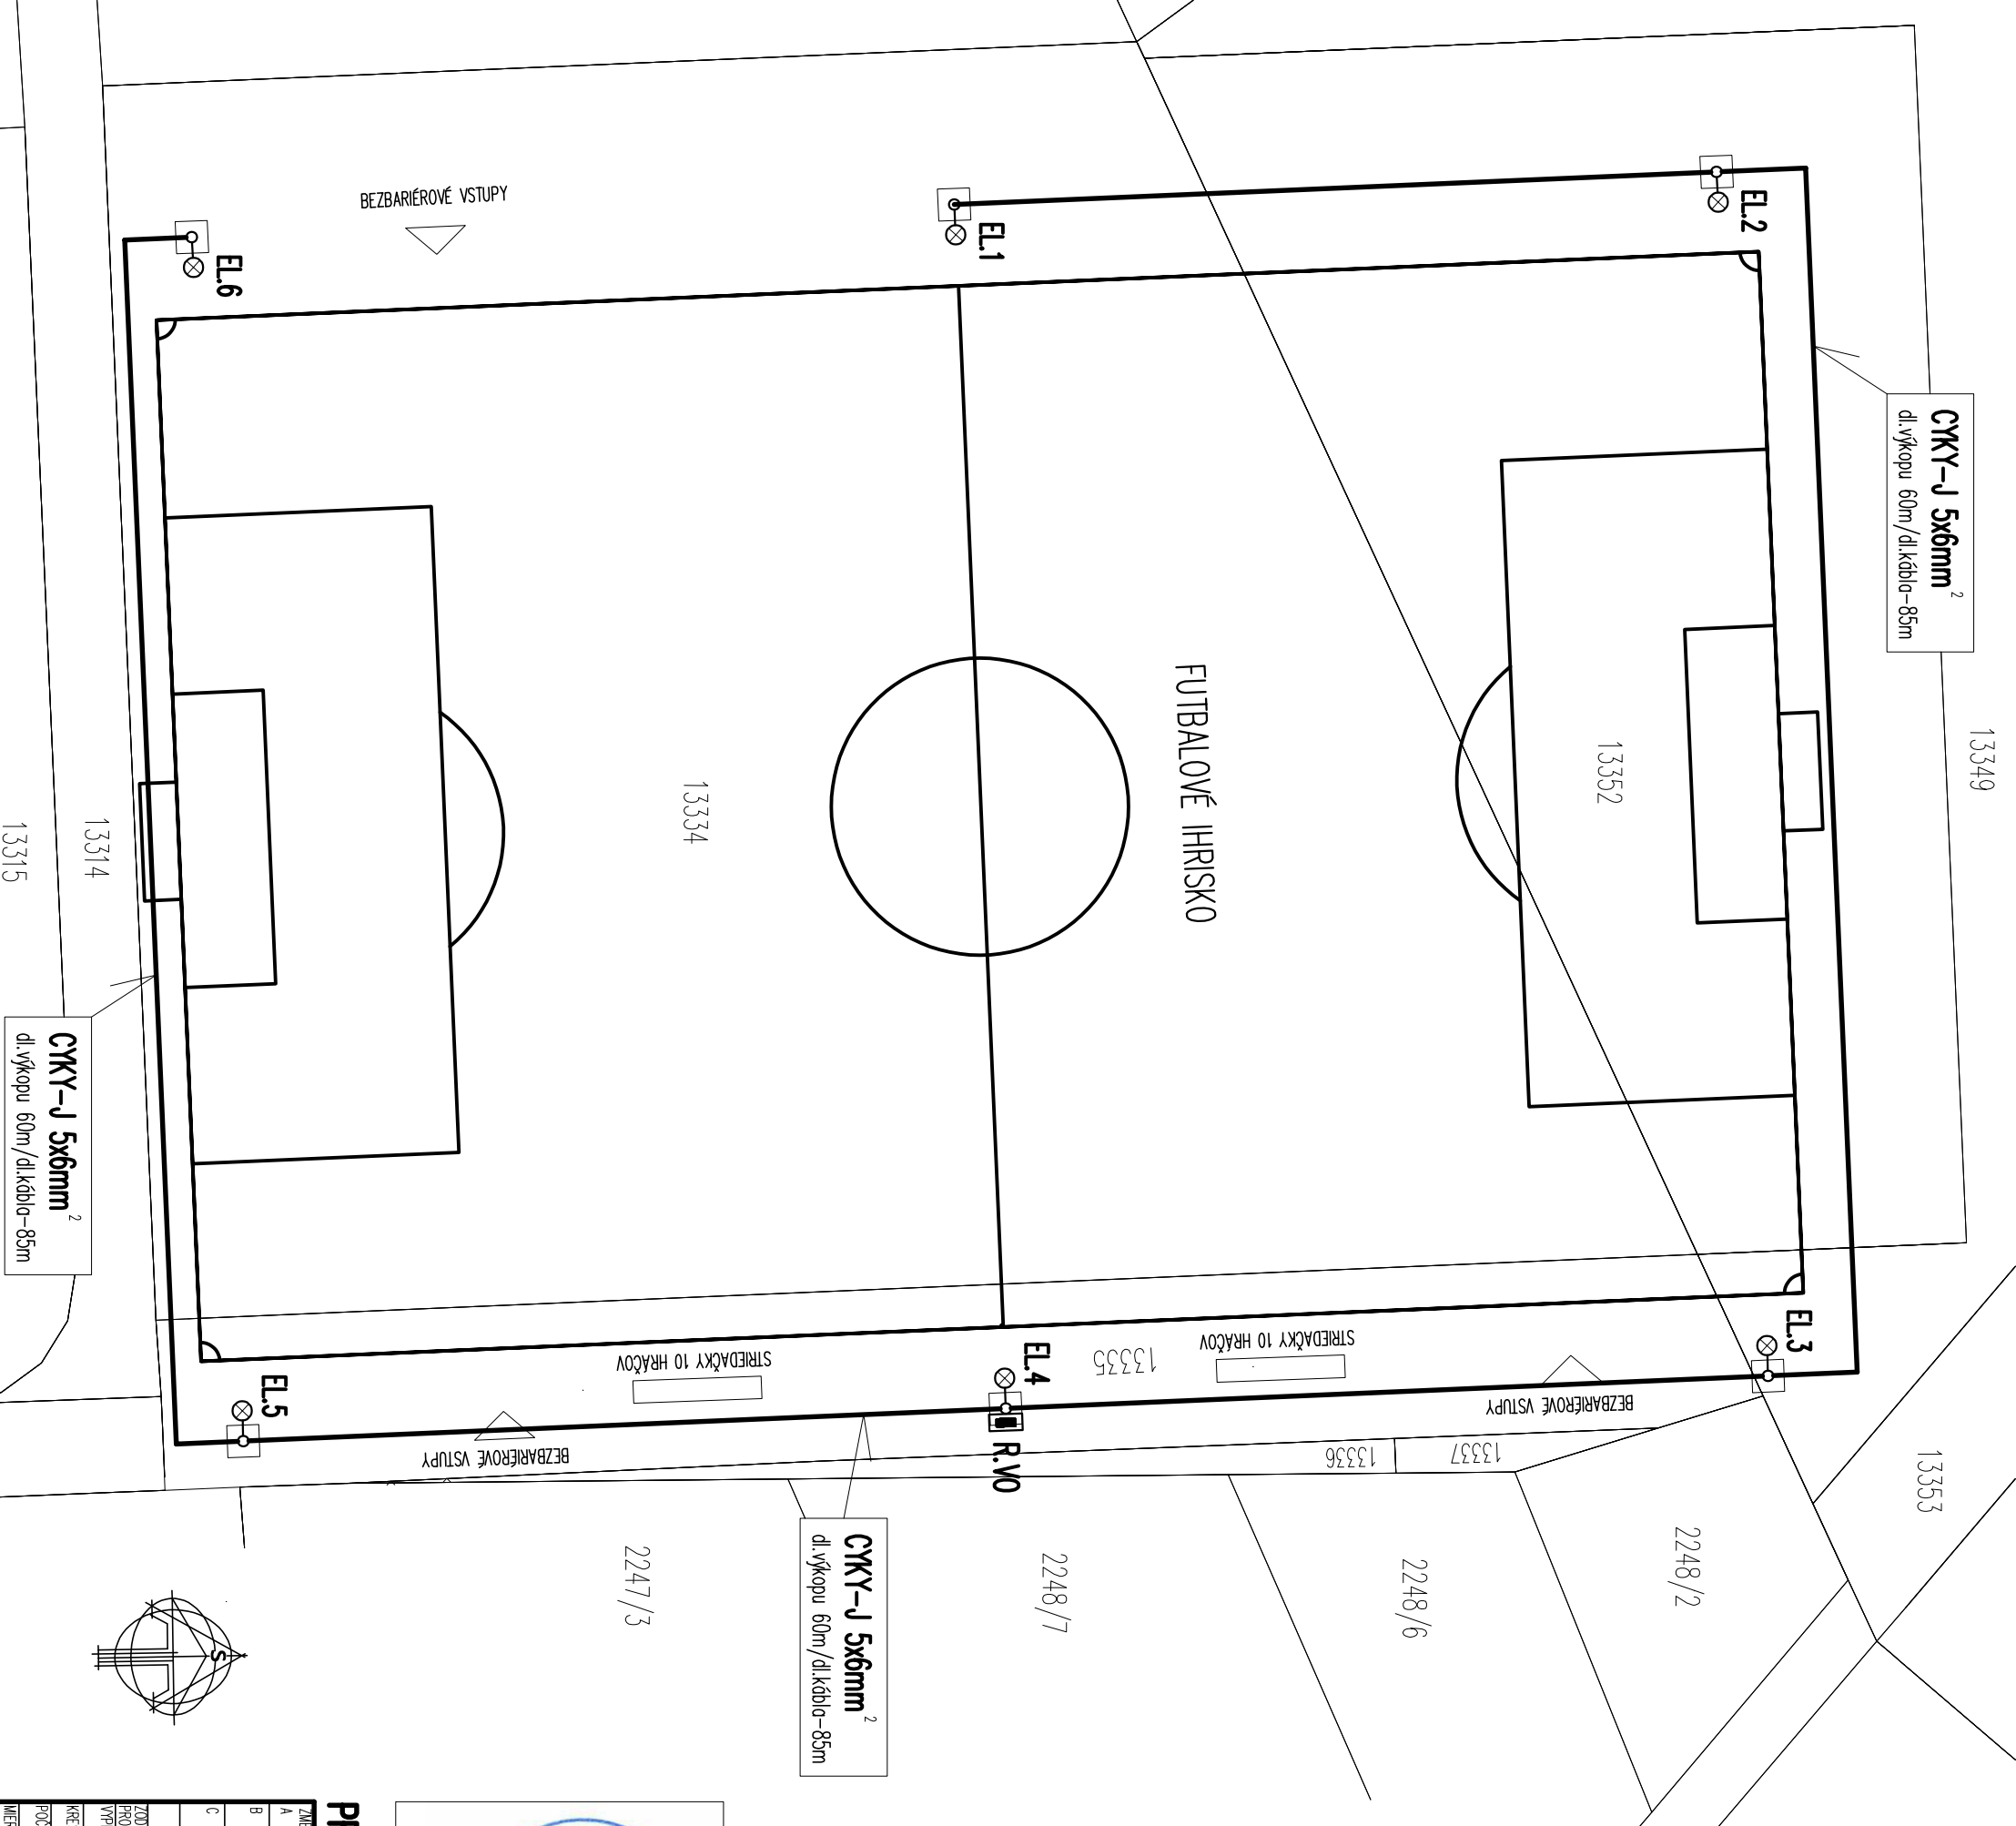 BEZBARIÉROVÉ VSTUPY
EL.6
EL.1
EL.2
CYKY-J 5x6mm²
dl.výkopu 60m/dl.kábla-85m
13349
13352
FUTBALOVÉ IHRISKO
13334
13314
13315
CYKY-J 5x6mm²
dl.výkopu 60m/dl.kábla-85m
EL.3
STRIEDAČKY 10 HRÁČOV
13335
EL.4
STRIEDAČKY 10 HRÁČOV
EL.5
BEZBARIÉROVÉ VSTUPY
BEZBARIÉROVÉ VSTUPY
R.VO
13336
13337
13353
2248/2
2248/6
2248/7
2247/3
CYKY-J 5x6mm²
dl.výkopu 60m/dl.kábla-85m
S
A
B
C